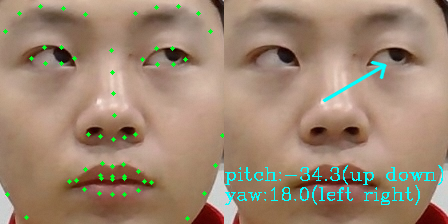 pitch:-34.3(up down)
yaw:18.0(left right)